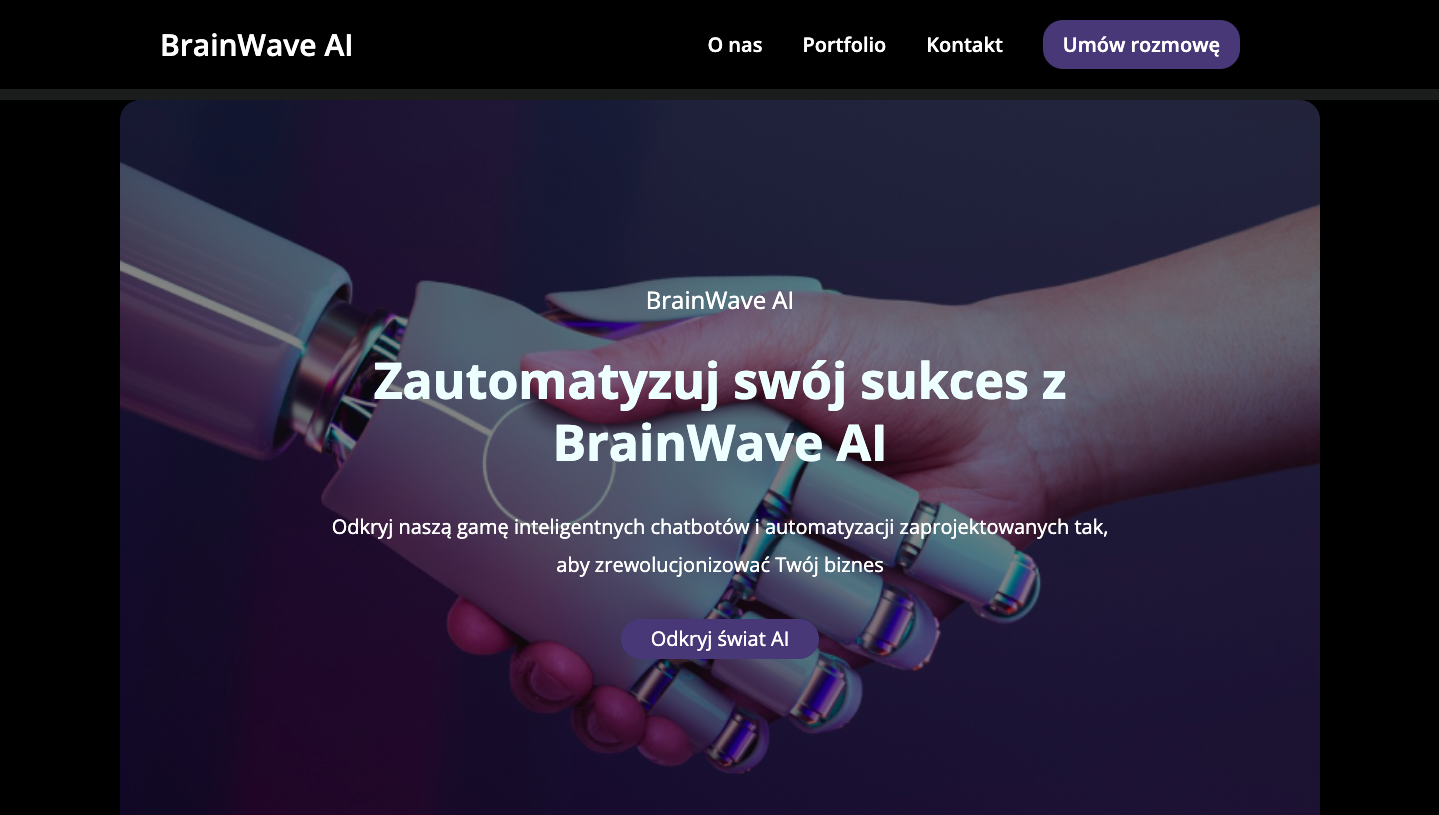 BrainWave AI
O nas
Portfolio
Kontakt
Umów rozmowę
BrainWave AI
Zautomatyzuj swój sukces z
BrainWave AI
Odkryj naszą gamę inteligentnych chatbotów i automatyzacji zaprojektowanych tak,
aby zrewolucjonizować Twój biznes
Odkryj świat AI